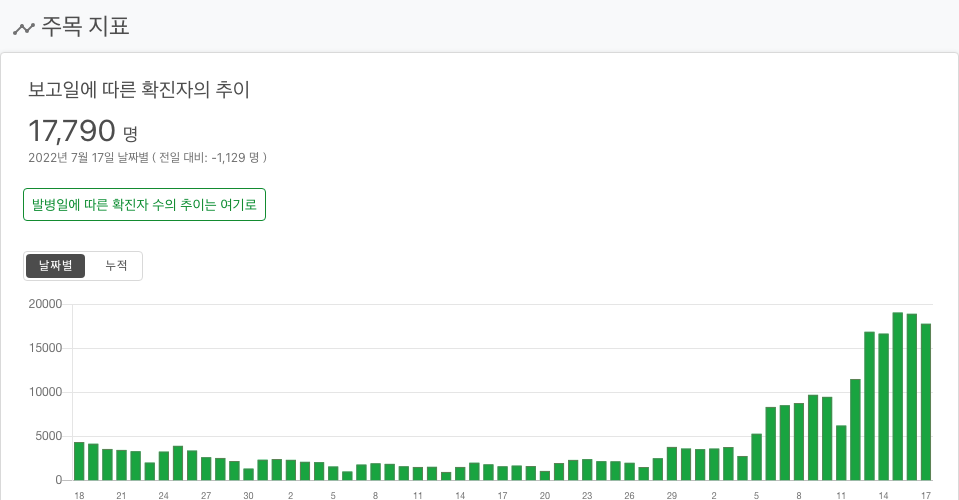 주목 지표
보고일에 따른 확진자의 추이
17,790 명
2022년 7월 17일 날짜별 ( 전일 대비: -1,129 명 )
발병일에 따른 확진자 수의 추이는 여기로
날짜별 누적
20000
15000
10000
5000
0
18 21 24 27 30 2 5 8 11 14 17 20 23 26 29 2 5 8 11 14 17